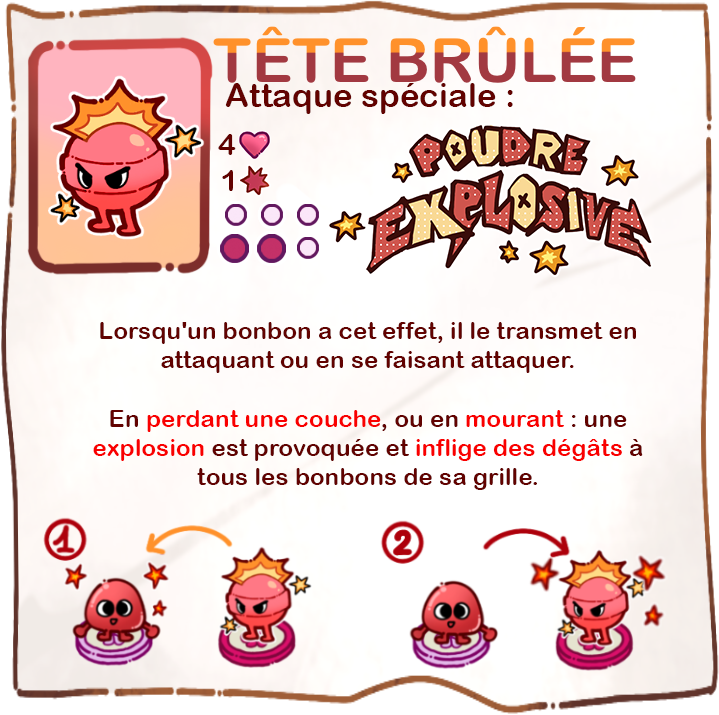 TÊTE BRÛLÉE
Attaque spéciale :
4
1
POUDRE
EXPLOSIVE
Lorsqu'un bonbon a cet effet, il le transmet en
attaquant ou en se faisant attaquer.
En perdant une couche, ou en mourant : une
explosion est provoquée et inflige des dégâts à
tous les bonbons de sa grille.
1
2